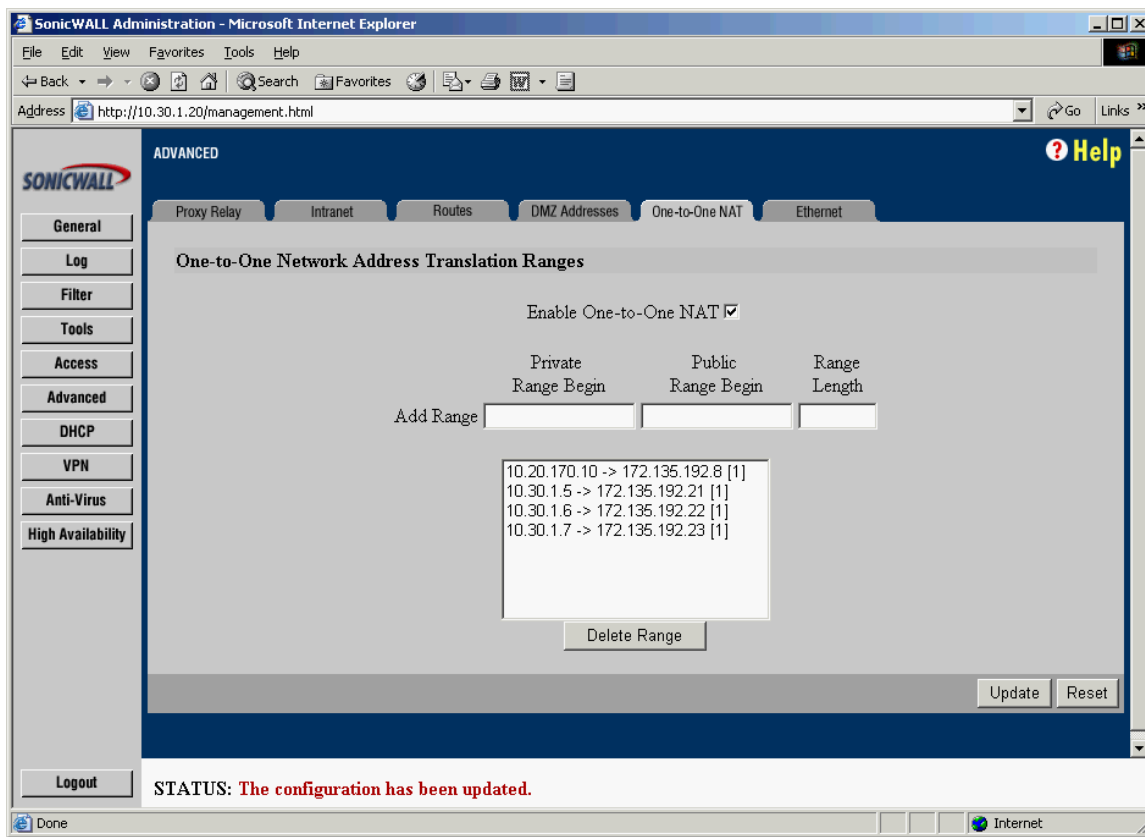 SonicWALL Administration - Microsoft Internet Explorer
File Edit View Favorites Tools Help
Back Search Favorites
Address http://10.30.1.20/management.html Go Links »
SONICWALL
ADVANCED
? Help
Proxy Relay Intranet Routes DMZ Addresses One-to-One NAT Ethernet
General
Log
Filter
Tools
Access
Advanced
DHCP
VPN
Anti-Virus
High Availability
Logout
One-to-One Network Address Translation Ranges
Enable One-to-One NAT
Private Range Begin
Public Range Begin
Range Length
Add Range
10.20.170.10 -> 172.135.192.8 [1]
10.30.1.5 -> 172.135.192.21 [1]
10.30.1.6 -> 172.135.192.22 [1]
10.30.1.7 -> 172.135.192.23 [1]
Delete Range
Update Reset
STATUS: The configuration has been updated.
Done Internet